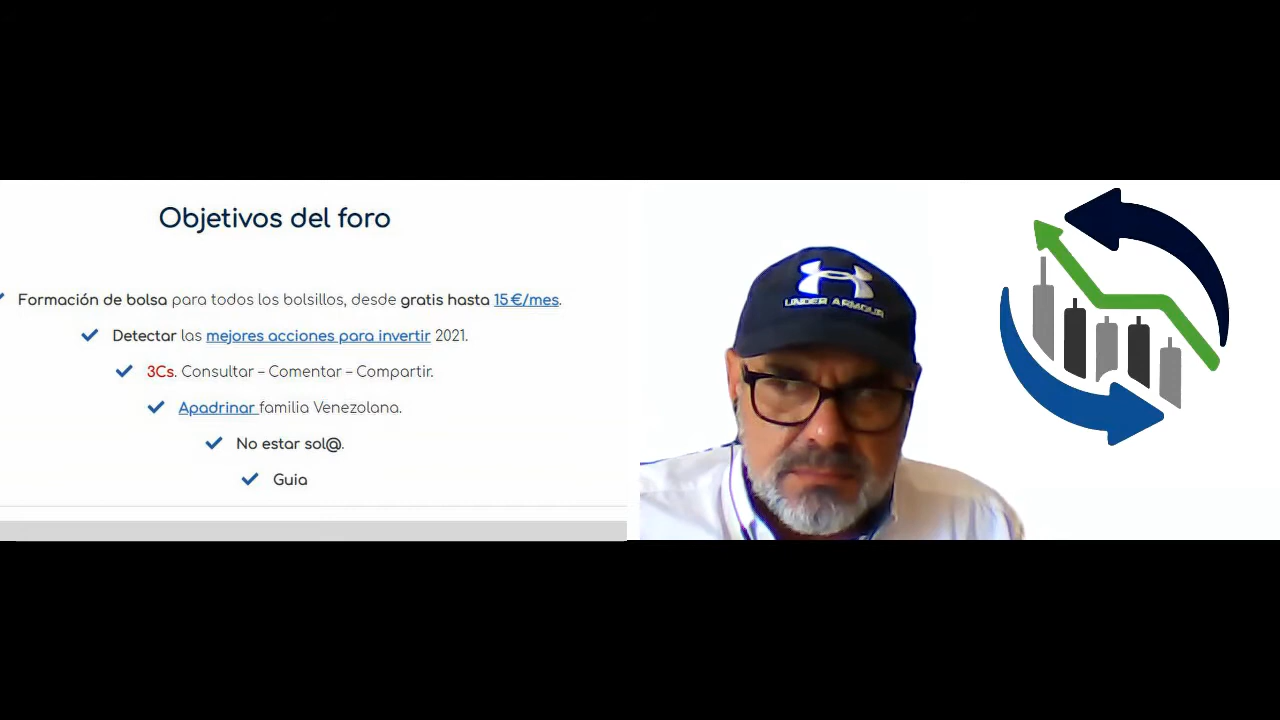 Objetivos del foro
Formación de bolsa para todos los bolsillos, desde gratis hasta 15€/mes.
Detectar las mejores acciones para invertir 2021.
3Cs. Consultar – Comentar – Compartir.
Apadrinar familia Venezolana.
No estar sol@.
Guia
UNDER ARMOUR